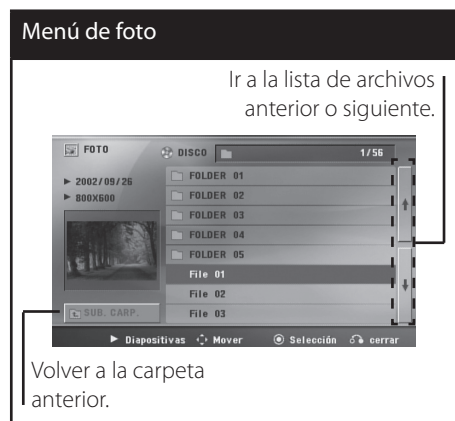 Menú de foto
Ir a la lista de archivos
anterior o siguiente.
FOTO
DISCO
1/56
2002/09/26
800X600
FOLDER 01
FOLDER 02
FOLDER 03
FOLDER 04
FOLDER 05
File 01
File 02
File 03
SUB. CARP.
Diapositivas Mover Selección cerrar
Volver a la carpeta
anterior.